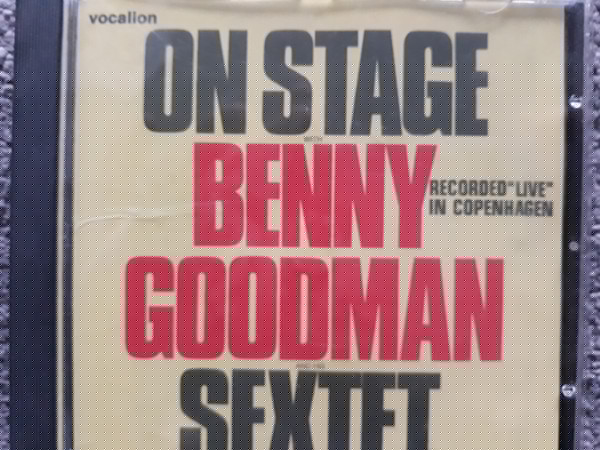 vocalion
ON STAGE
WITH
BENNY
RECORDED"LIVE"
IN COPENHAGEN
GOODMAN
AND HIS
SEXTET